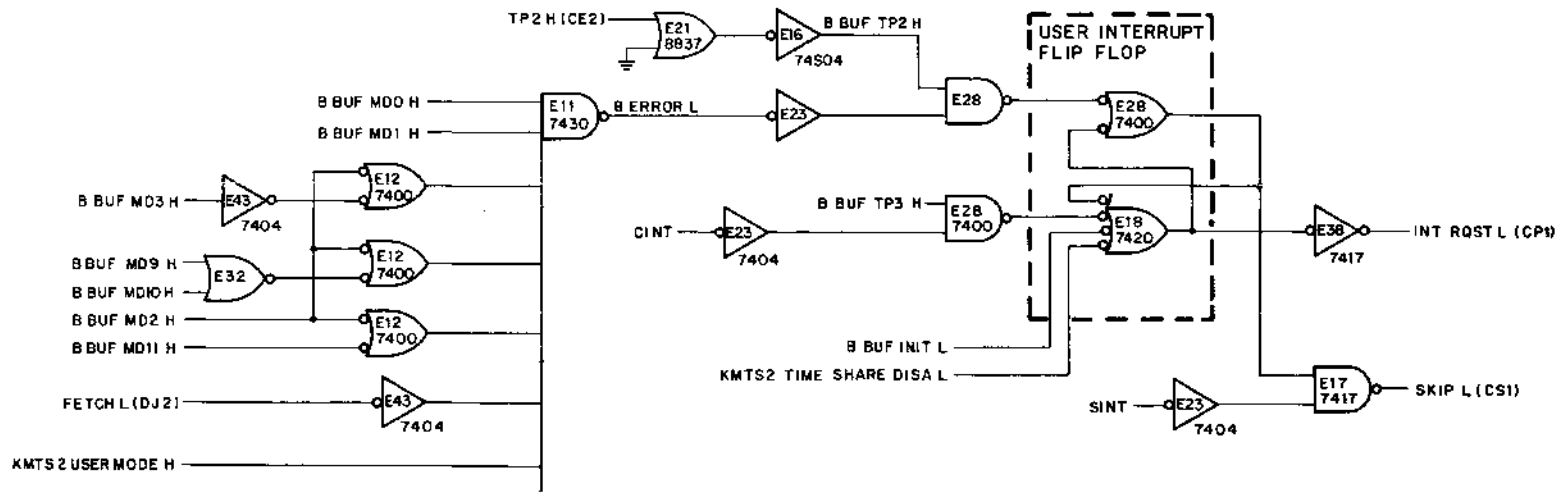 TP2 H (CE2)
E21
8837
E16
74S04
B BUF TP2 H
USER INTERRUPT
FLIP FLOP
B BUF MD0 H
E11
7430
B ERROR L
E23
E28
E28
7400
B BUF MD1 H
E12
7400
B BUF MD3 H
E43
7404
B BUF TP3 H
E28
7400
E18
7420
CINT
E23
7404
E38
7417
INT RQST L (CP1)
B BUF MD9 H
E32
B BUF MD10 H
E12
7400
B BUF MD2 H
E12
7400
B BUF MD11 H
B BUF INIT L
KMTS2 TIME SHARE DISA L
FETCH L (DJ2)
E43
7404
SINT
E23
7404
E17
7417
SKIP L (CS1)
KMTS2 USER MODE H